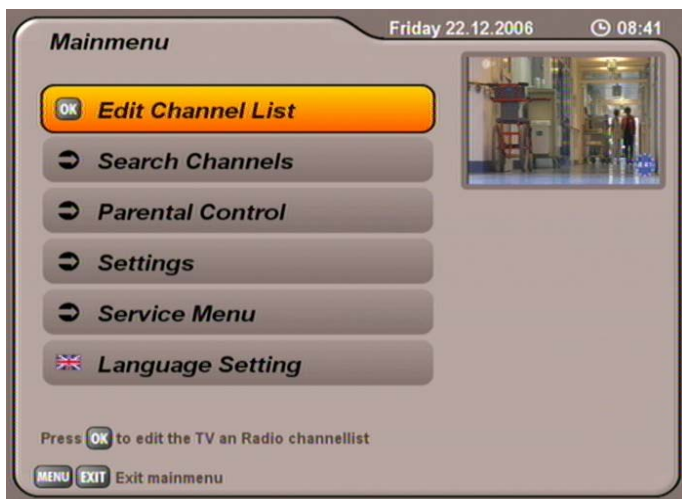 Mainmenu
Friday 22.12.2006 08:41
OK Edit Channel List
Search Channels
Parental Control
Settings
Service Menu
Language Setting
Press OK to edit the TV an Radio channellist
MENU EXIT Exit mainmenu